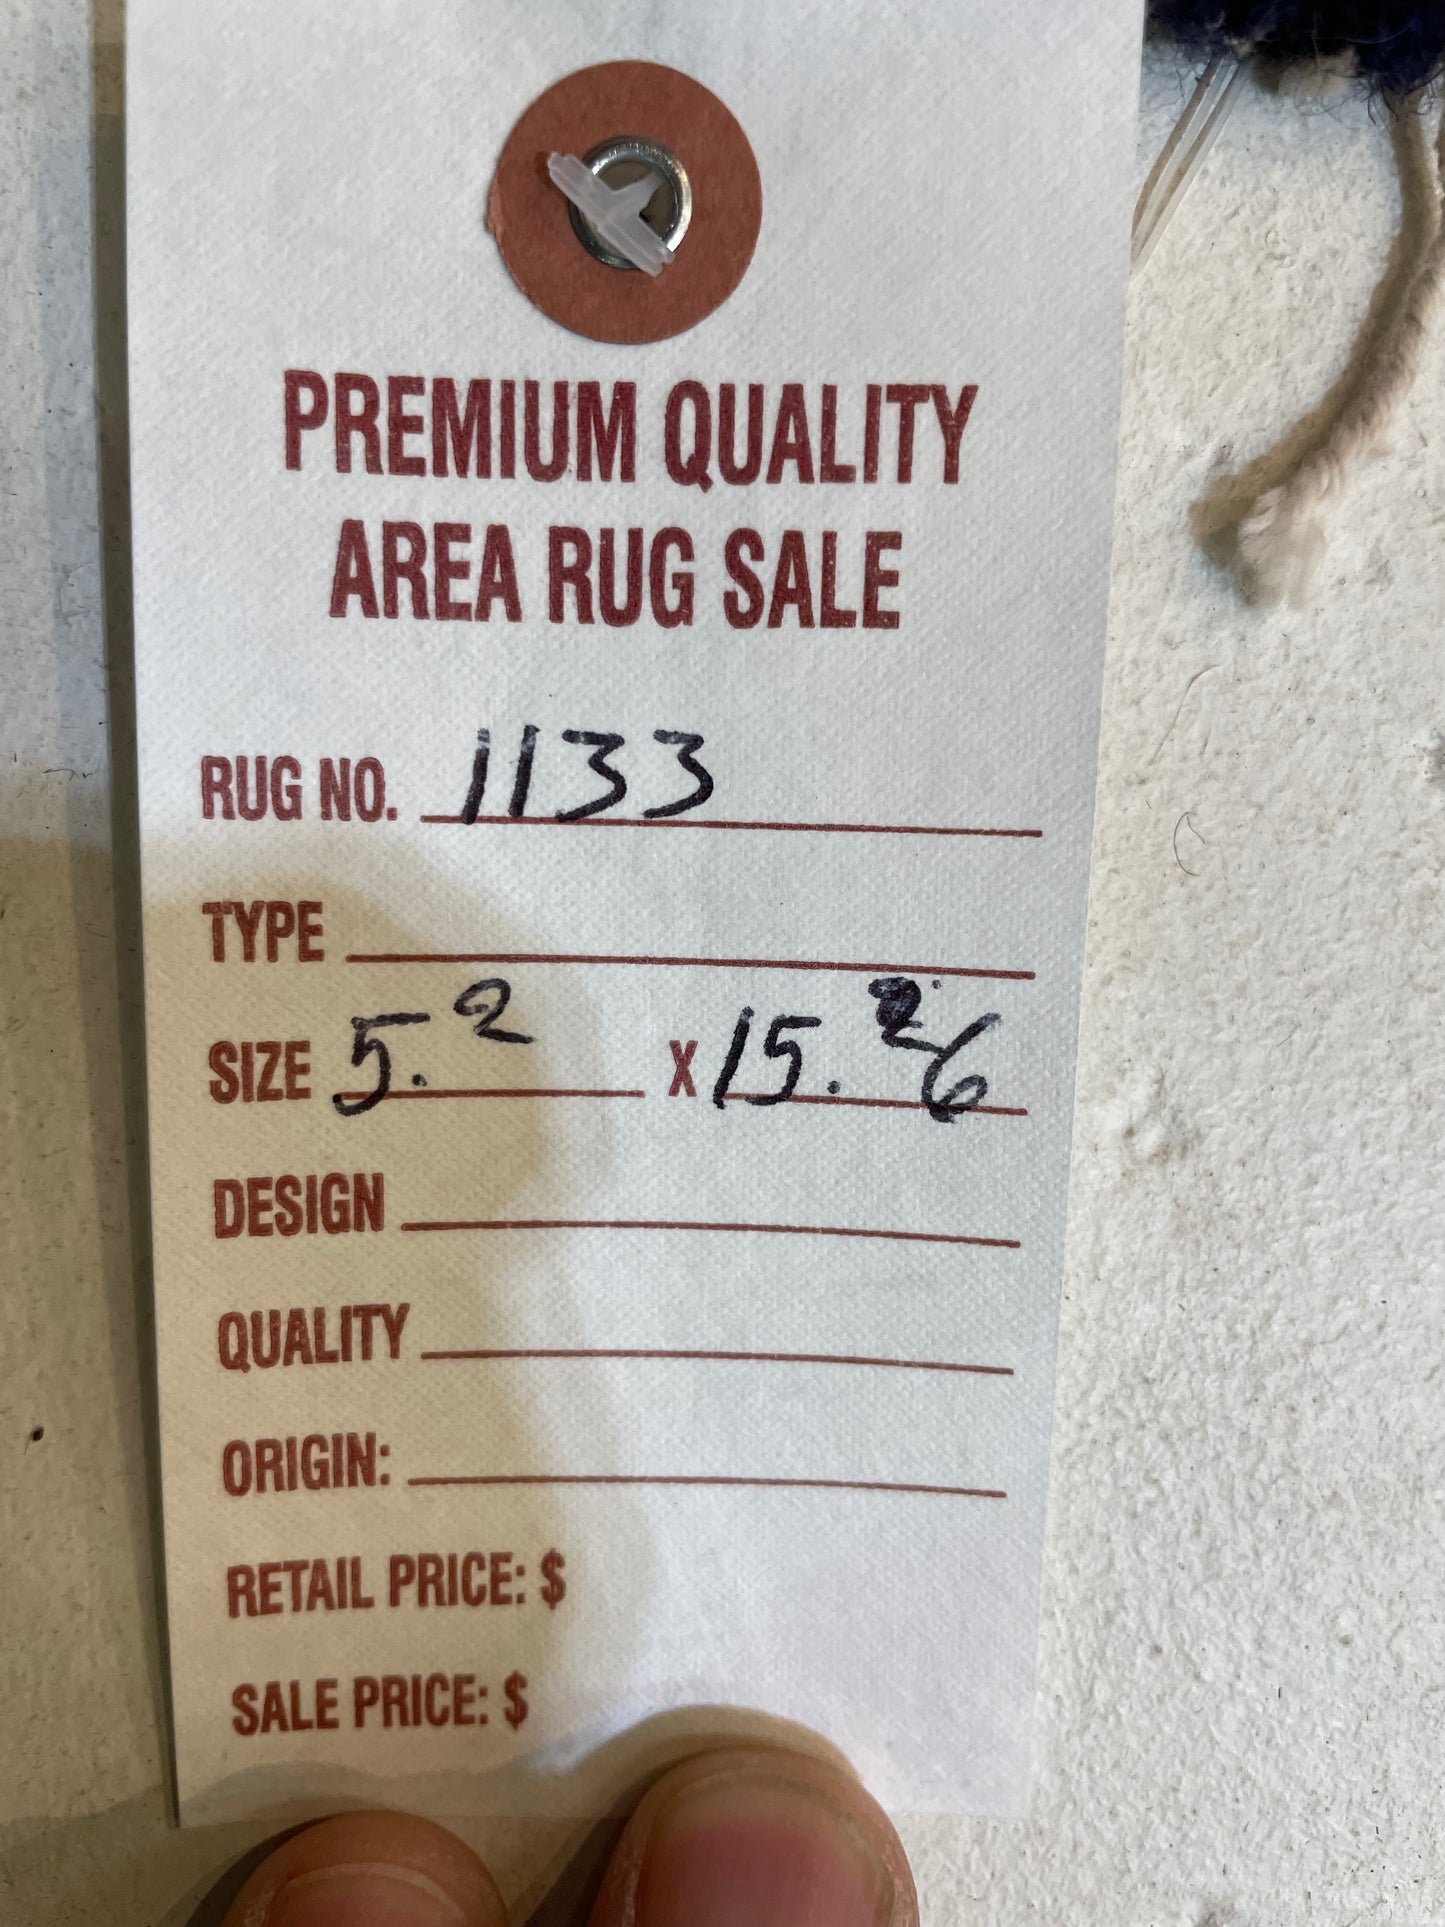 PREMIUM QUALITY
AREA RUG SALE
RUG NO. 1133
TYPE
SIZE 5.2 X 15.6
DESIGN
QUALITY
ORIGIN:
RETAIL PRICE: $
SALE PRICE: $